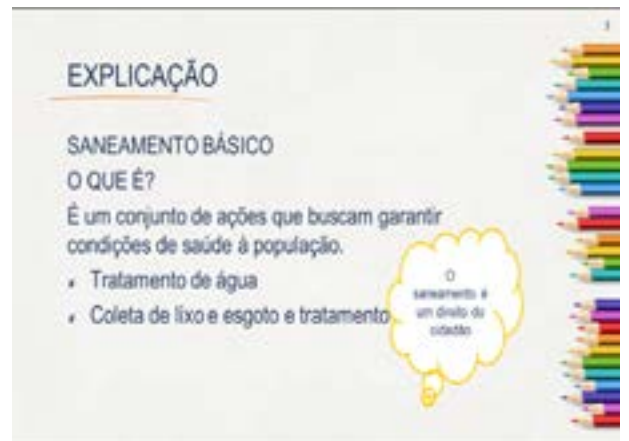 EXPLICAÇÃO
SANEAMENTO BÁSICO
O QUE É?
É um conjunto de ações que buscam garantir
condições de saúde à população.
Tratamento de água
Coleta de lixo e esgoto e tratamento
O
saneamento é
um direito do
cidadão